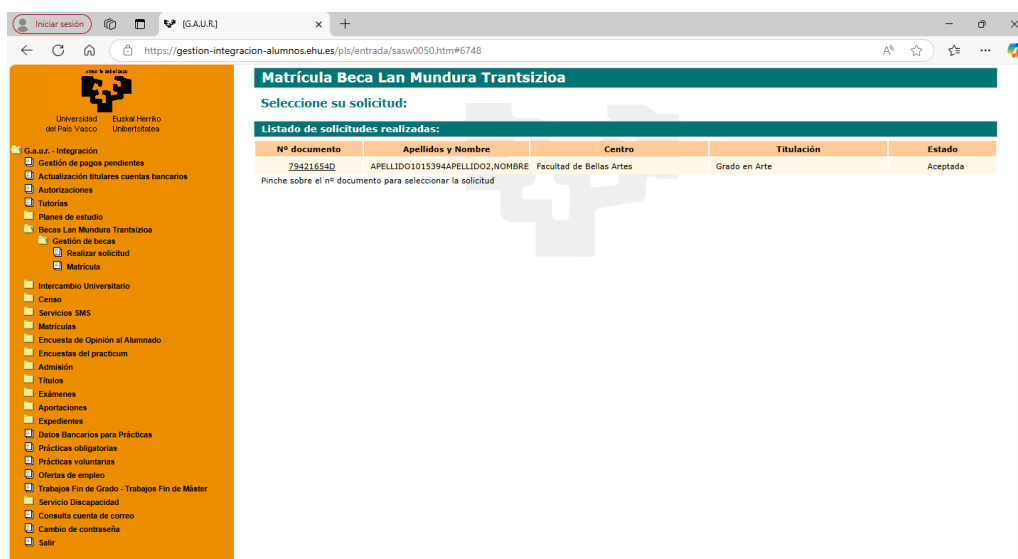 Iniciar sesión
[G.A.U.R.]
https://gestion-integracion-alumnos.ehu.es/pls/entrada/sasw0050.htm#6748
Universidad Euskal Herriko
del País Vasco Unibertsitatea
G.a.u.r. - Integración
Gestión de pagos pendientes
Actualización titulares cuentas bancarios
Autorizaciones
Tutorías
Planes de estudio
Becas Lan Mundura Trantsizioa
Gestión de becas
Realizar solicitud
Matrícula
Intercambio Universitario
Censo
Servicios SMS
Matrículas
Encuesta de Opinión al Alumnado
Encuestas del practicum
Admisión
Títulos
Exámenes
Aportaciones
Expedientes
Datos Bancarios para Prácticas
Prácticas obligatorias
Prácticas voluntarias
Ofertas de empleo
Trabajos Fin de Grado - Trabajos Fin de Máster
Servicio Discapacidad
Consulta cuenta de correo
Cambio de contraseña
Salir
Matrícula Beca Lan Mundura Trantsizioa
Seleccione su solicitud:
Listado de solicitudes realizadas:
Nº documento Apellidos y Nombre Centro Titulación Estado
79421654D APELLIDO1015394APELLIDO2,NOMBRE Facultad de Bellas Artes Grado en Arte Aceptada
Pinche sobre el nº documento para seleccionar la solicitud